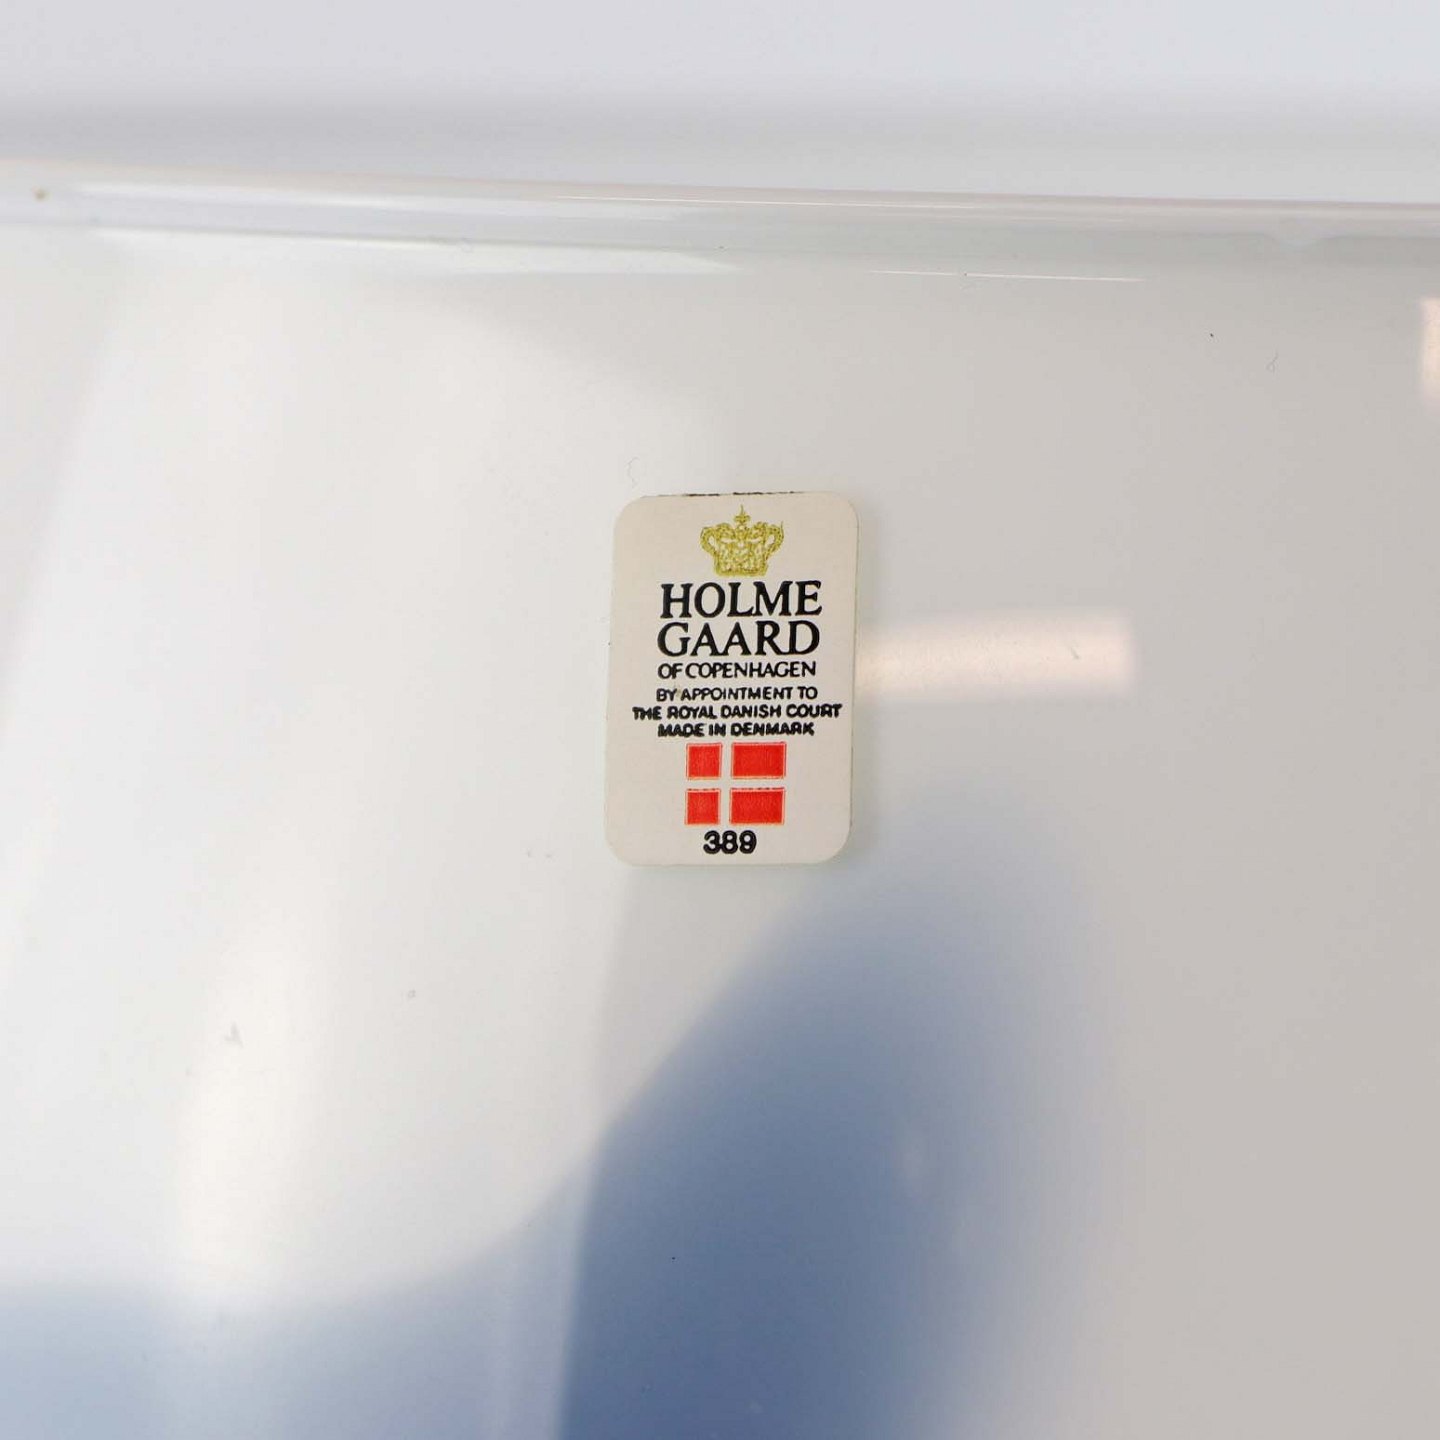 HOLME
GAARD
OF COPENHAGEN
BY APPOINTMENT TO
THE ROYAL DANISH COURT
MADE IN DENMARK
389